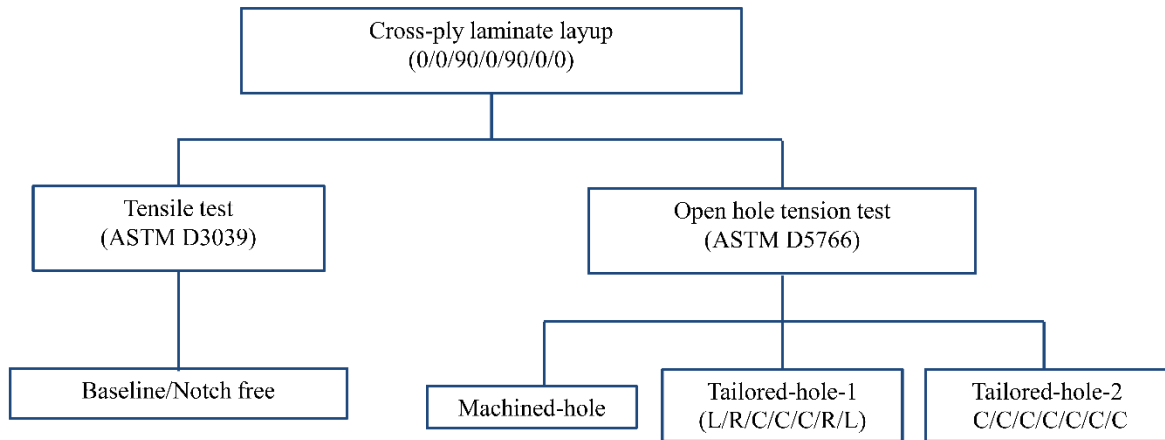 Cross-ply laminate layup
(0/0/90/0/90/0/0)
Tensile test
(ASTM D3039)
Open hole tension test
(ASTM D5766)
Baseline/Notch free
Machined-hole
Tailored-hole-1
(L/R/C/C/C/R/L)
Tailored-hole-2
C/C/C/C/C/C/C